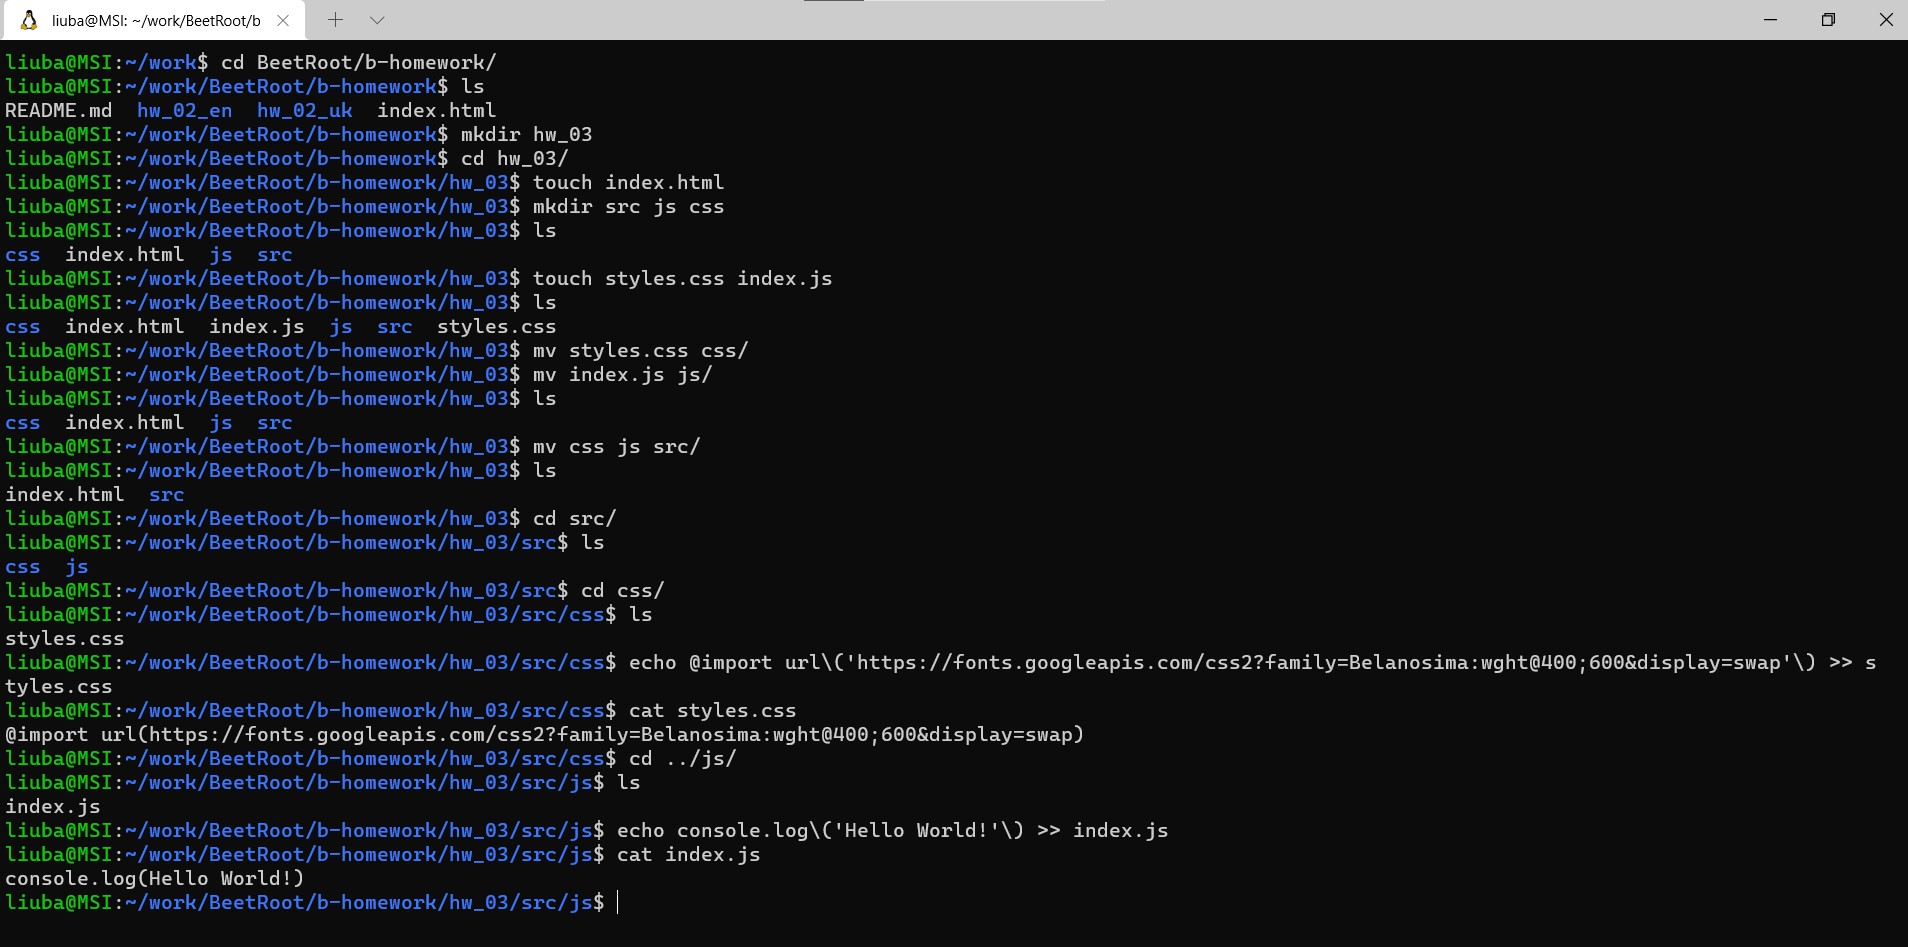 liuba@MSI: ~/work/BeetRoot/b
liuba@MSI:~/work$ cd BeetRoot/b-homework/
liuba@MSI:~/work/BeetRoot/b-homework$ ls
README.md  hw_02_en  hw_02_uk  index.html
liuba@MSI:~/work/BeetRoot/b-homework$ mkdir hw_03
liuba@MSI:~/work/BeetRoot/b-homework$ cd hw_03/
liuba@MSI:~/work/BeetRoot/b-homework/hw_03$ touch index.html
liuba@MSI:~/work/BeetRoot/b-homework/hw_03$ mkdir src js css
liuba@MSI:~/work/BeetRoot/b-homework/hw_03$ ls
css  index.html  js  src
liuba@MSI:~/work/BeetRoot/b-homework/hw_03$ touch styles.css index.js
liuba@MSI:~/work/BeetRoot/b-homework/hw_03$ ls
css  index.html  index.js  js  src  styles.css
liuba@MSI:~/work/BeetRoot/b-homework/hw_03$ mv styles.css css/
liuba@MSI:~/work/BeetRoot/b-homework/hw_03$ mv index.js js/
liuba@MSI:~/work/BeetRoot/b-homework/hw_03$ ls
css  index.html  js  src
liuba@MSI:~/work/BeetRoot/b-homework/hw_03$ mv css js src/
liuba@MSI:~/work/BeetRoot/b-homework/hw_03$ ls
index.html  src
liuba@MSI:~/work/BeetRoot/b-homework/hw_03$ cd src/
liuba@MSI:~/work/BeetRoot/b-homework/hw_03/src$ ls
css  js
liuba@MSI:~/work/BeetRoot/b-homework/hw_03/src$ cd css/
liuba@MSI:~/work/BeetRoot/b-homework/hw_03/src/css$ ls
styles.css
liuba@MSI:~/work/BeetRoot/b-homework/hw_03/src/css$ echo @import url\('https://fonts.googleapis.com/css2?family=Belanosima:wght@400;600&display=swap'\) >> s
tyles.css
liuba@MSI:~/work/BeetRoot/b-homework/hw_03/src/css$ cat styles.css
@import url(https://fonts.googleapis.com/css2?family=Belanosima:wght@400;600&display=swap)
liuba@MSI:~/work/BeetRoot/b-homework/hw_03/src/css$ cd ../js/
liuba@MSI:~/work/BeetRoot/b-homework/hw_03/src/js$ ls
index.js
liuba@MSI:~/work/BeetRoot/b-homework/hw_03/src/js$ echo console.log\('Hello World!'\) >> index.js
liuba@MSI:~/work/BeetRoot/b-homework/hw_03/src/js$ cat index.js
console.log(Hello World!)
liuba@MSI:~/work/BeetRoot/b-homework/hw_03/src/js$